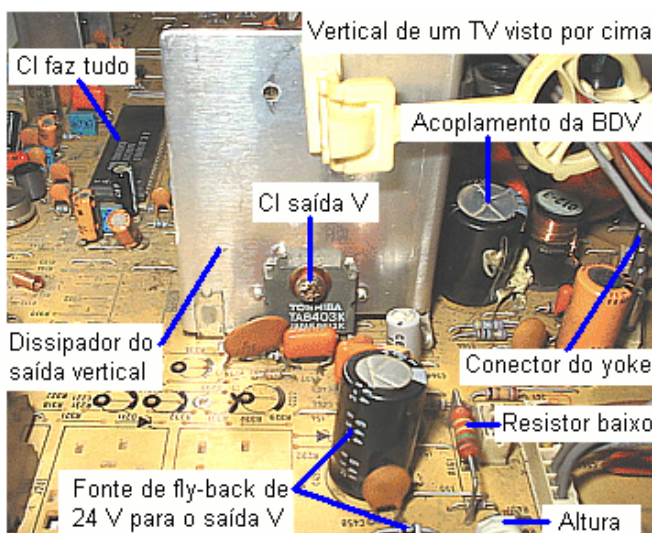 Vertical de um TV visto por cima
CI faz tudo
Acoplamento da BDV
CI saída V
TOSHIBA
TA8403K
Dissipador do
saída vertical
Conector do yoke
Resistor baixo
Fonte de fly-back de
24 V para o saída V
Altura